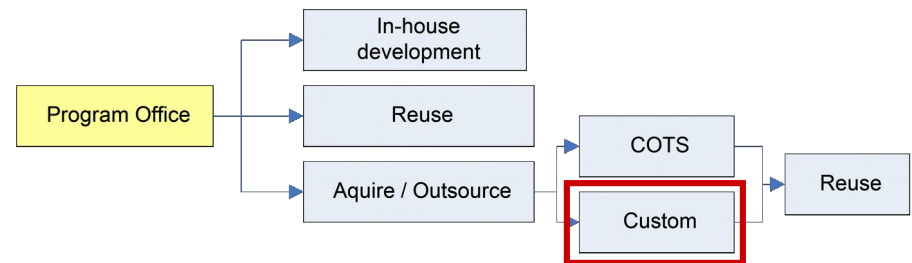 In-house
development
Program Office
Reuse
Aquire / Outsource
COTS
Custom
Reuse